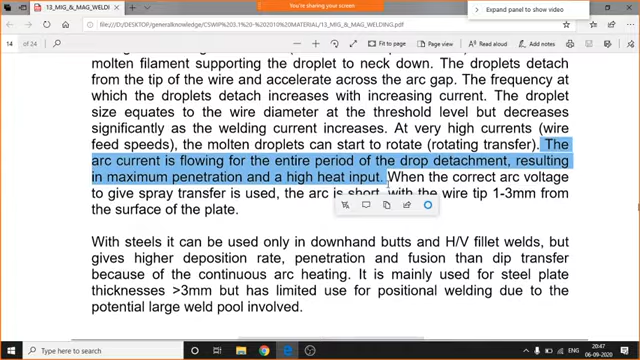 13_MIG_&_MAG_WELDING.pdf
You're sharing your screen
Expand panel to show video
file:///D:/DESKTOP/generalknowledge/CSWIP%203.1%20-%202010%20MATERIAL/13_MIG_&_MAG_WELDING.pdf
14 of 24 Fit to page Page view Read aloud Add notes
molten filament supporting the droplet to neck down. The droplets detach
from the tip of the wire and accelerate across the arc gap. The frequency at
which the droplets detach increases with increasing current. The droplet
size equates to the wire diameter at the threshold level but decreases
significantly as the welding current increases. At very high currents (wire
feed speeds), the molten droplets can start to rotate (rotating transfer). The
arc current is flowing for the entire period of the drop detachment, resulting
in maximum penetration and a high heat input. When the correct arc voltage
to give spray transfer is used, the arc is short, with the wire tip 1-3mm from
the surface of the plate.
With steels it can be used only in downhand butts and H/V fillet welds, but
gives higher deposition rate, penetration and fusion than dip transfer
because of the continuous arc heating. It is mainly used for steel plate
thicknesses >3mm but has limited use for positional welding due to the
potential large weld pool involved.
Type here to search
ENG
20:47
06-09-2020